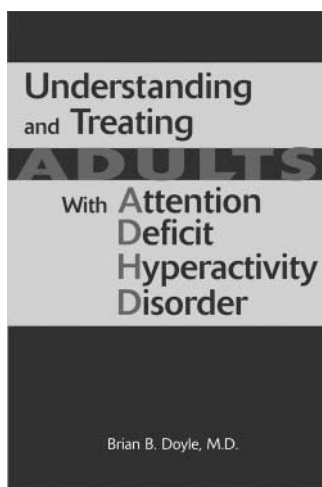 Understanding
and Treating
ADULTS
With Attention
Deficit
Hyperactivity
Disorder
Brian B. Doyle, M.D.